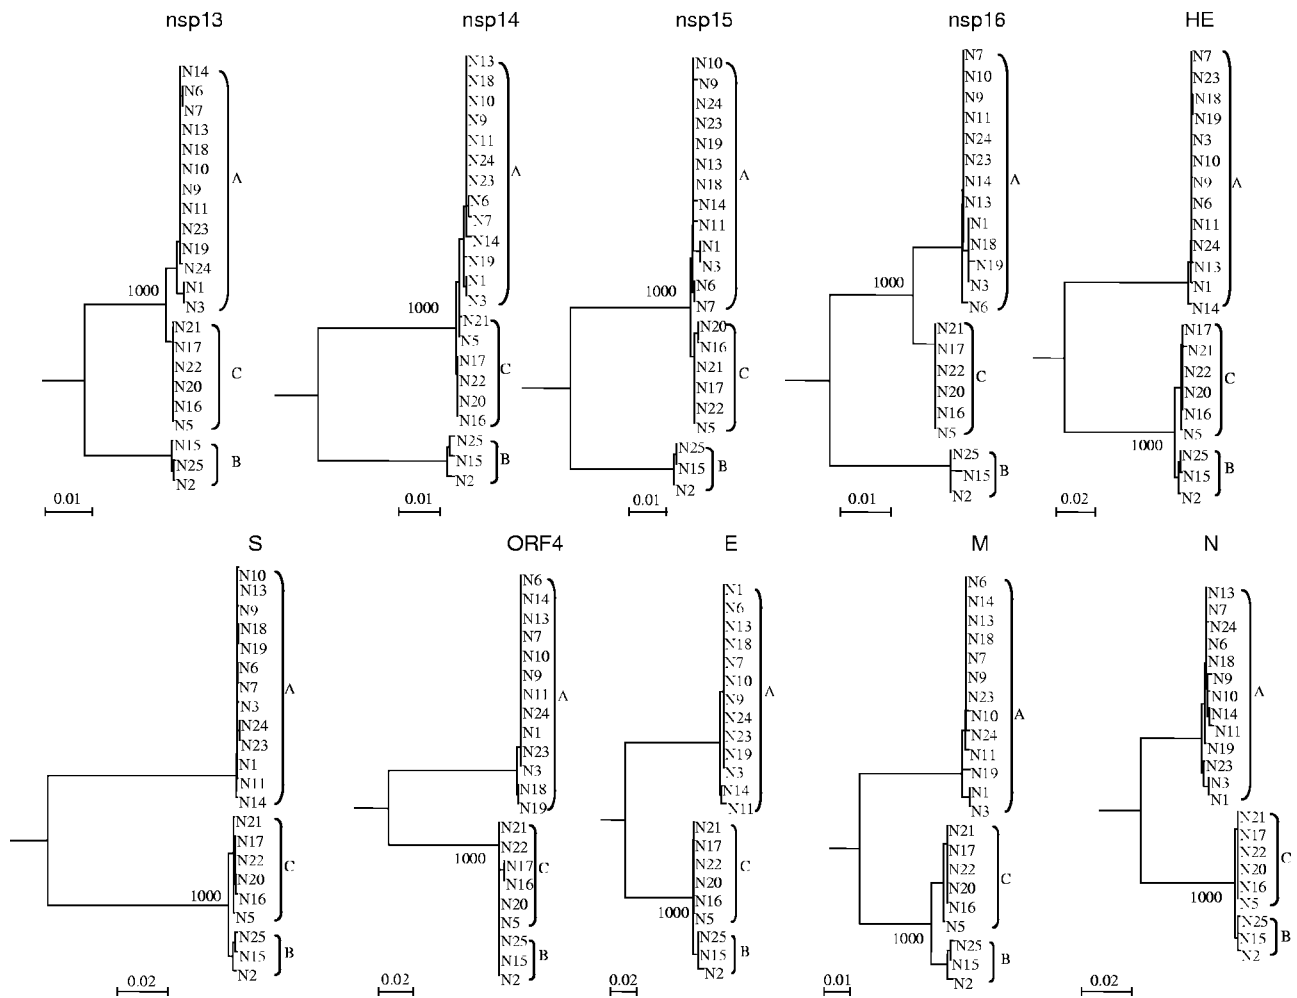 nsp13
N14
N6
N7
N13
N18
N10
N9
N11
N23
N19
N24
N1
N3
A
1000
N21
N17
N22
N20
N16
N5
C
N15
N25
N2
B
0.01
nsp14
N13
N18
N10
N9
N11
N24
N23
N6
N7
N14
N19
N1
N3
A
1000
N21
N5
N17
N22
N20
N16
C
N25
N15
N2
B
0.01
nsp15
N10
N9
N24
N23
N19
N13
N18
N14
N11
N1
N3
N6
N7
A
1000
N20
N16
N21
N17
N22
N5
C
N25
N15
N2
B
0.01
nsp16
N7
N10
N9
N11
N24
N23
N14
N13
N1
N18
N19
N3
N6
A
1000
N21
N17
N22
N20
N16
N5
C
N25
N15
N2
B
0.01
HE
N7
N23
N18
N19
N3
N10
N9
N6
N11
N24
N13
N1
N14
A
N17
N21
N22
N20
N16
N5
C
1000
N25
N15
N2
B
0.02
S
N10
N13
N9
N18
N19
N6
N7
N3
N24
N23
N1
N11
N14
A
N21
N17
N22
N20
N16
N5
C
1000
N25
N15
N2
B
0.02
ORF4
N6
N14
N13
N7
N10
N9
N11
N24
N1
N23
N3
N18
N19
A
N21
N22
N17
N16
N20
N5
C
1000
N25
N15
N2
B
0.02
E
N1
N6
N13
N18
N7
N10
N9
N24
N23
N19
N3
N14
N11
A
N21
N17
N22
N20
N16
N5
C
1000
N25
N15
N2
B
0.02
M
N6
N14
N13
N18
N7
N9
N23
N10
N24
N11
N19
N1
N3
A
N21
N17
N22
N20
N16
N5
C
1000
N25
N15
N2
B
0.01
N
N13
N7
N24
N6
N18
N9
N10
N14
N11
N19
N23
N3
N1
A
N21
N17
N22
N20
N16
N5
C
1000
N25
N15
N2
B
0.02